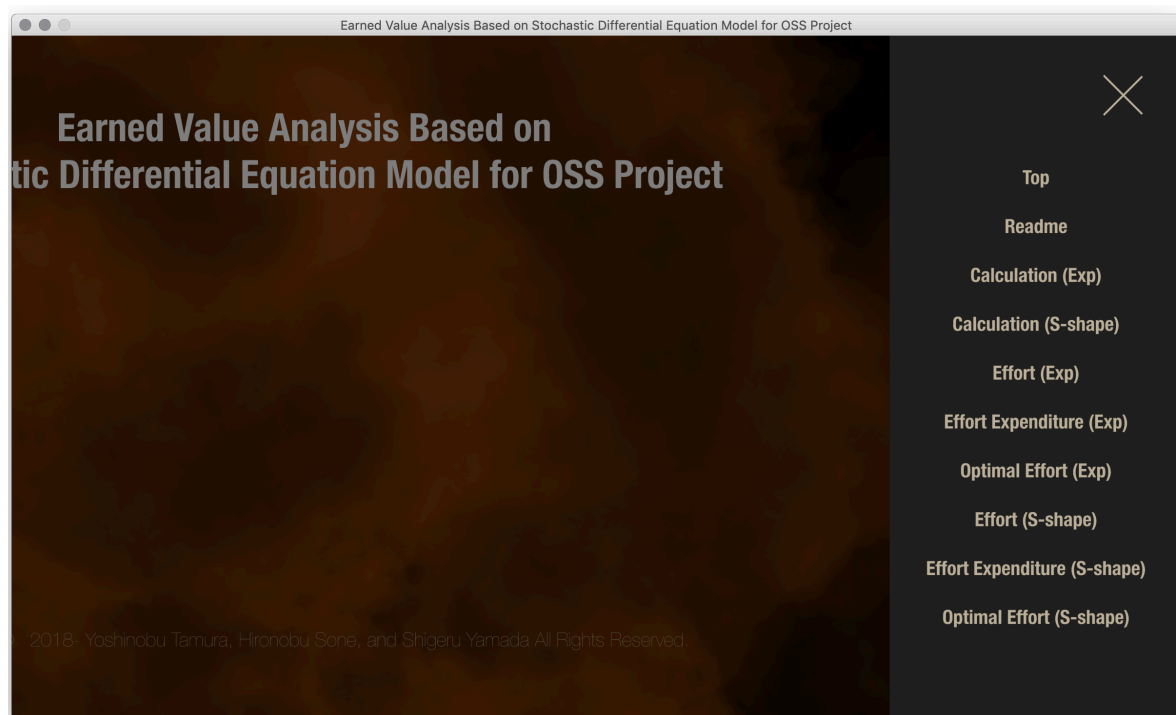 Earned Value Analysis Based on Stochastic Differential Equation Model for OSS Project
Earned Value Analysis Based on
tic Differential Equation Model for OSS Project
Top
Readme
Calculation (Exp)
Calculation (S-shape)
Effort (Exp)
Effort Expenditure (Exp)
Optimal Effort (Exp)
Effort (S-shape)
Effort Expenditure (S-shape)
Optimal Effort (S-shape)
2018- Yoshinobu Tamura, Hironobu Sone, and Shigeru Yamada All Rights Reserved.